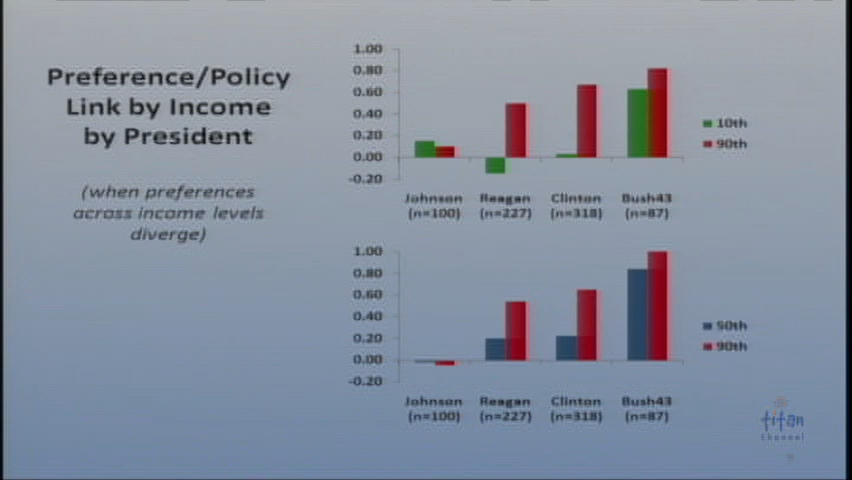 Preference/Policy
Link by Income
by President
(when preferences
across income levels
diverge)
1.00
0.80
0.60
0.40
0.20
0.00
-0.20
Johnson Reagan Clinton Bush43
(n=100) (n=227) (n=318) (n=87)
10th
90th
1.00
0.80
0.60
0.40
0.20
0.00
-0.20
Johnson Reagan Clinton Bush43
(n=100) (n=227) (n=318) (n=87)
50th
90th
titan
channel